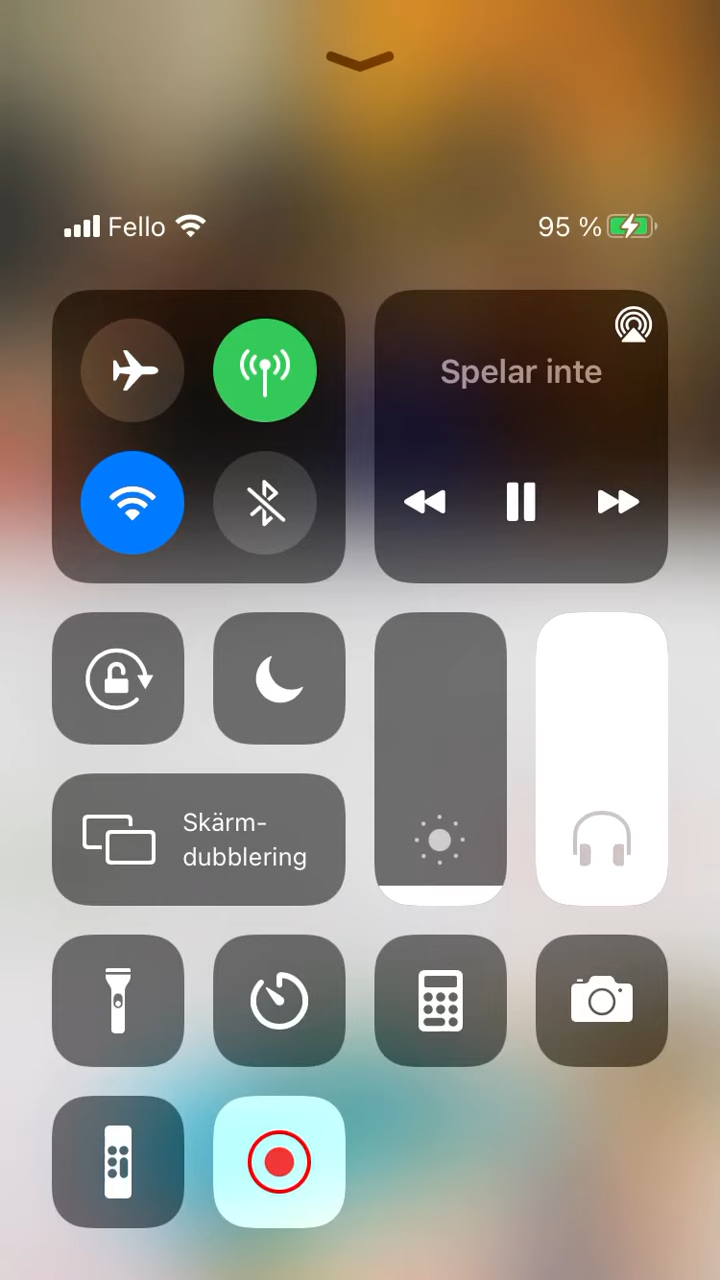 Fello
95 %
Spelar inte
Skärm-
dubblering